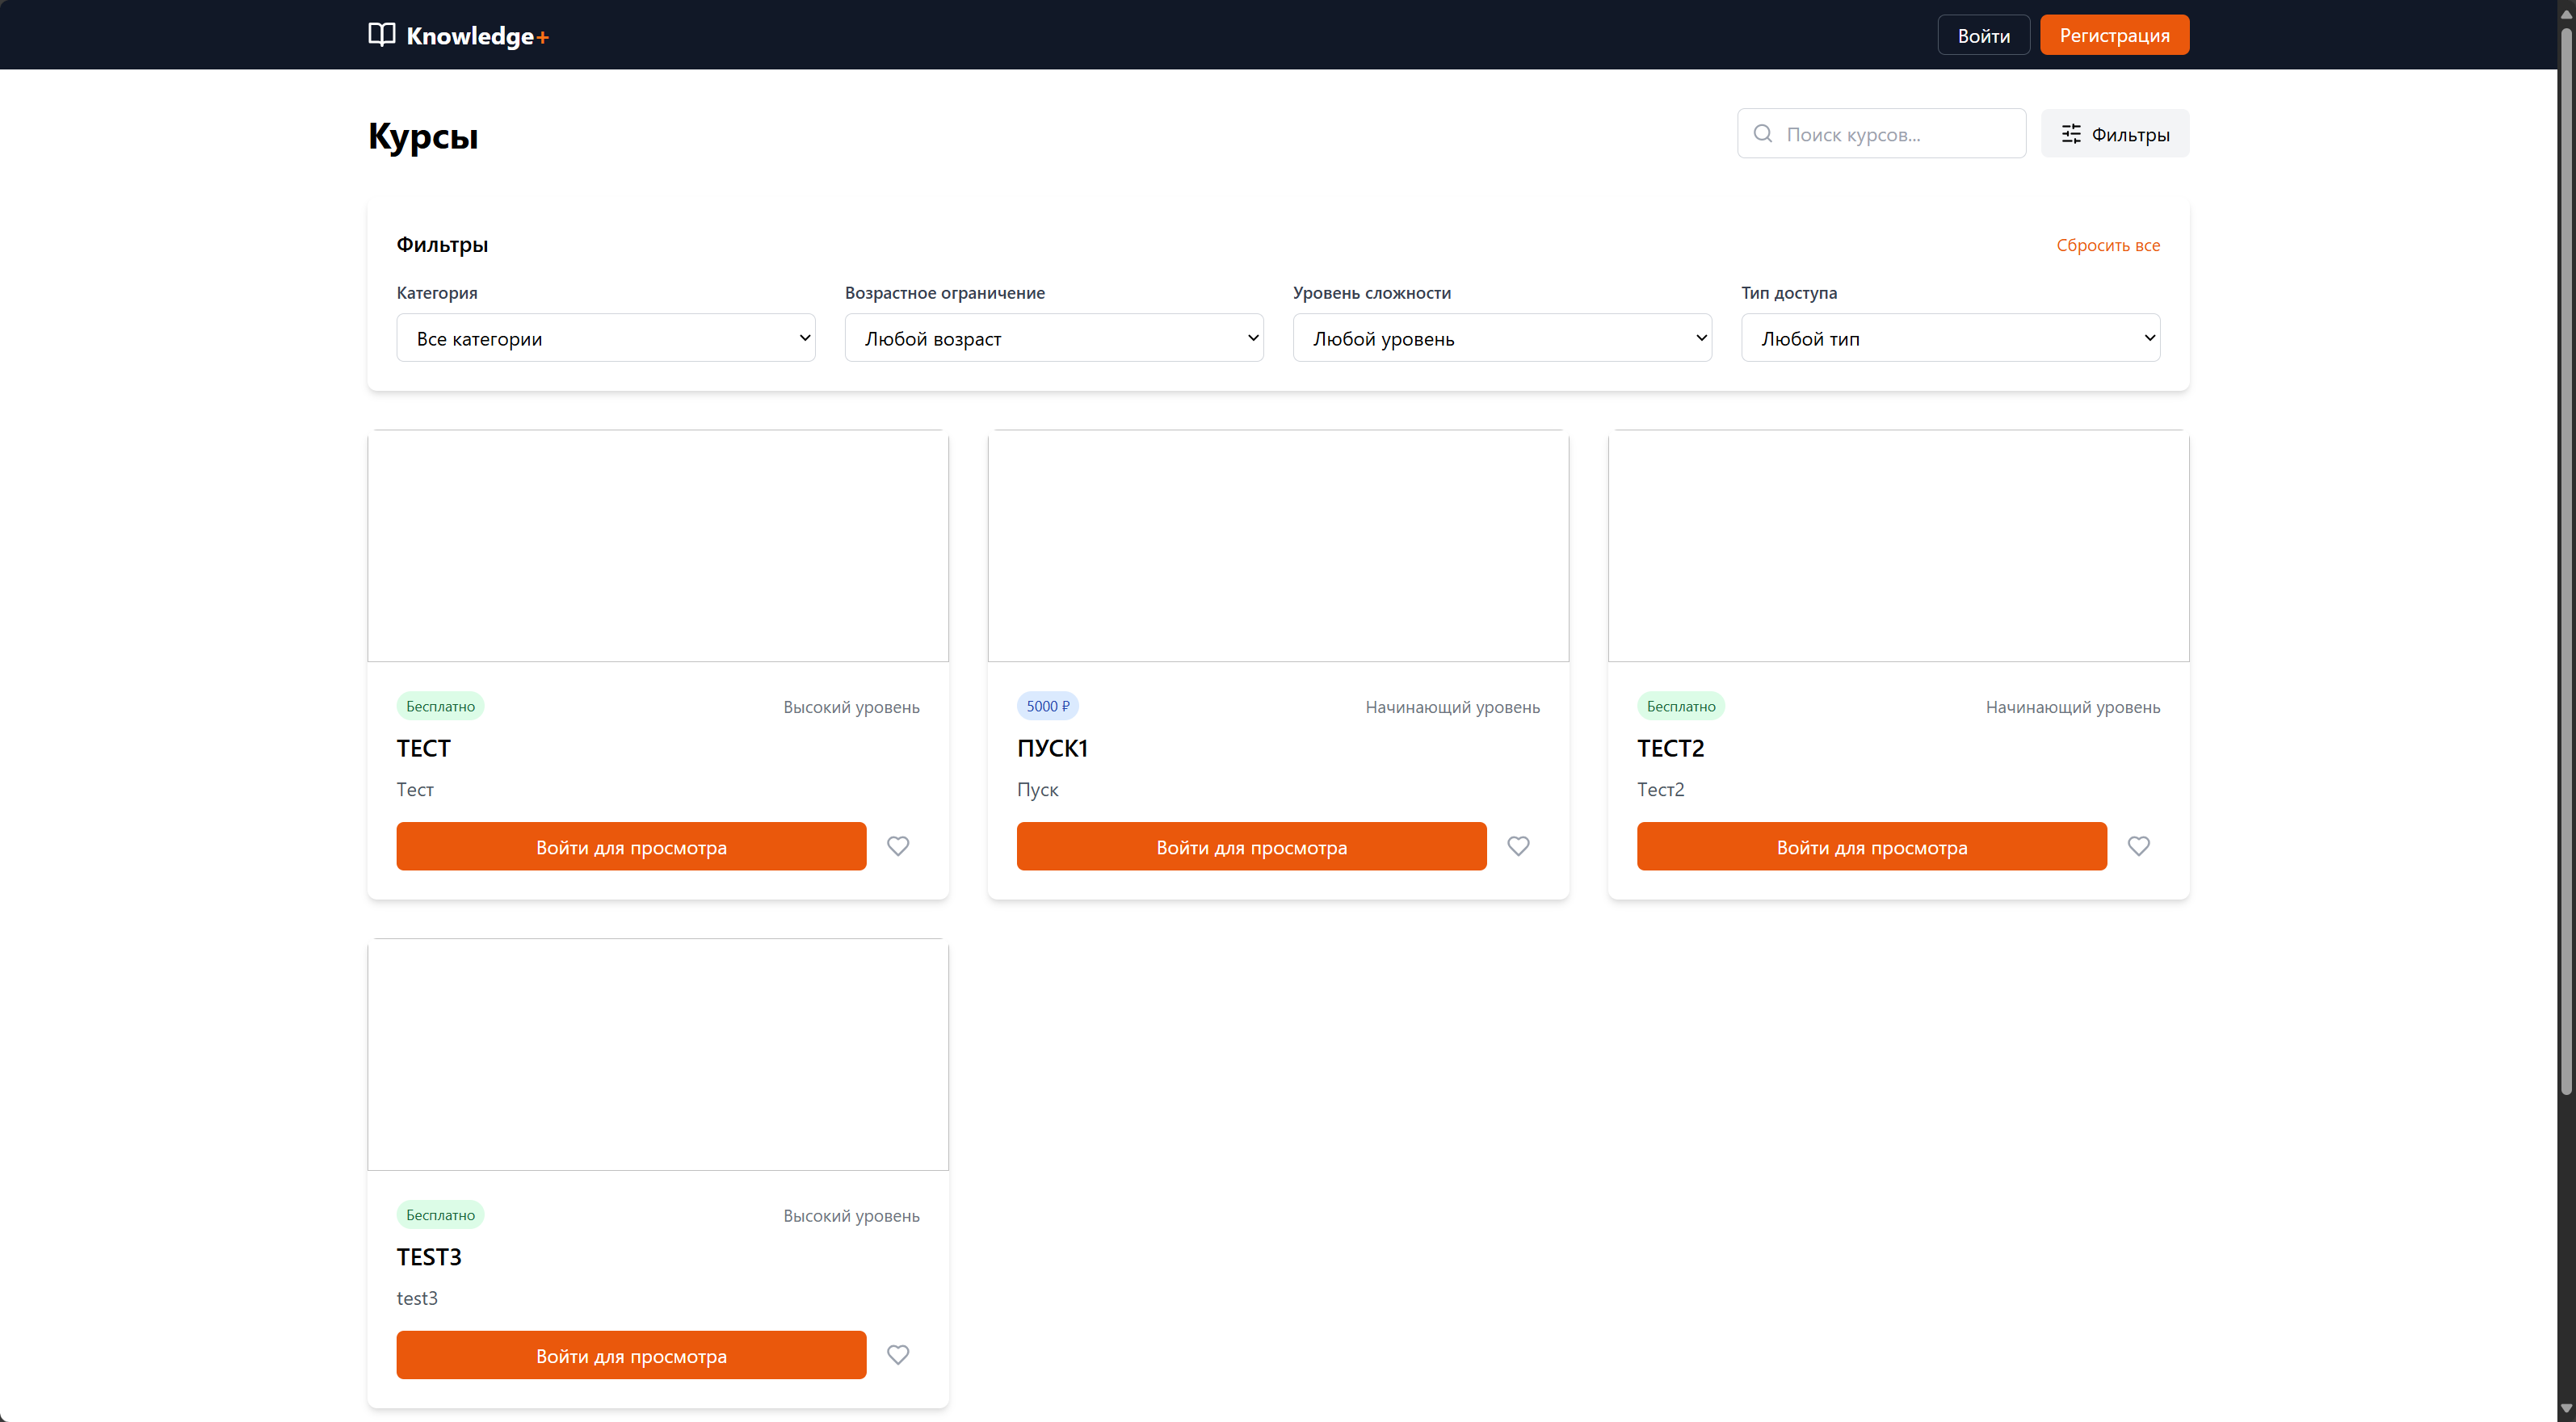 Knowledge+
Войти
Регистрация
Курсы
Поиск курсов...
Фильтры
Фильтры
Сбросить все
Категория
Возрастное ограничение
Уровень сложности
Тип доступа
Все категории
Любой возраст
Любой уровень
Любой тип
Бесплатно
Высокий уровень
ТЕСТ
Тест
Войти для просмотра
5000 ₽
Начинающий уровень
ПУСК1
Пуск
Войти для просмотра
Бесплатно
Начинающий уровень
ТЕСТ2
Тест2
Войти для просмотра
Бесплатно
Высокий уровень
TEST3
test3
Войти для просмотра